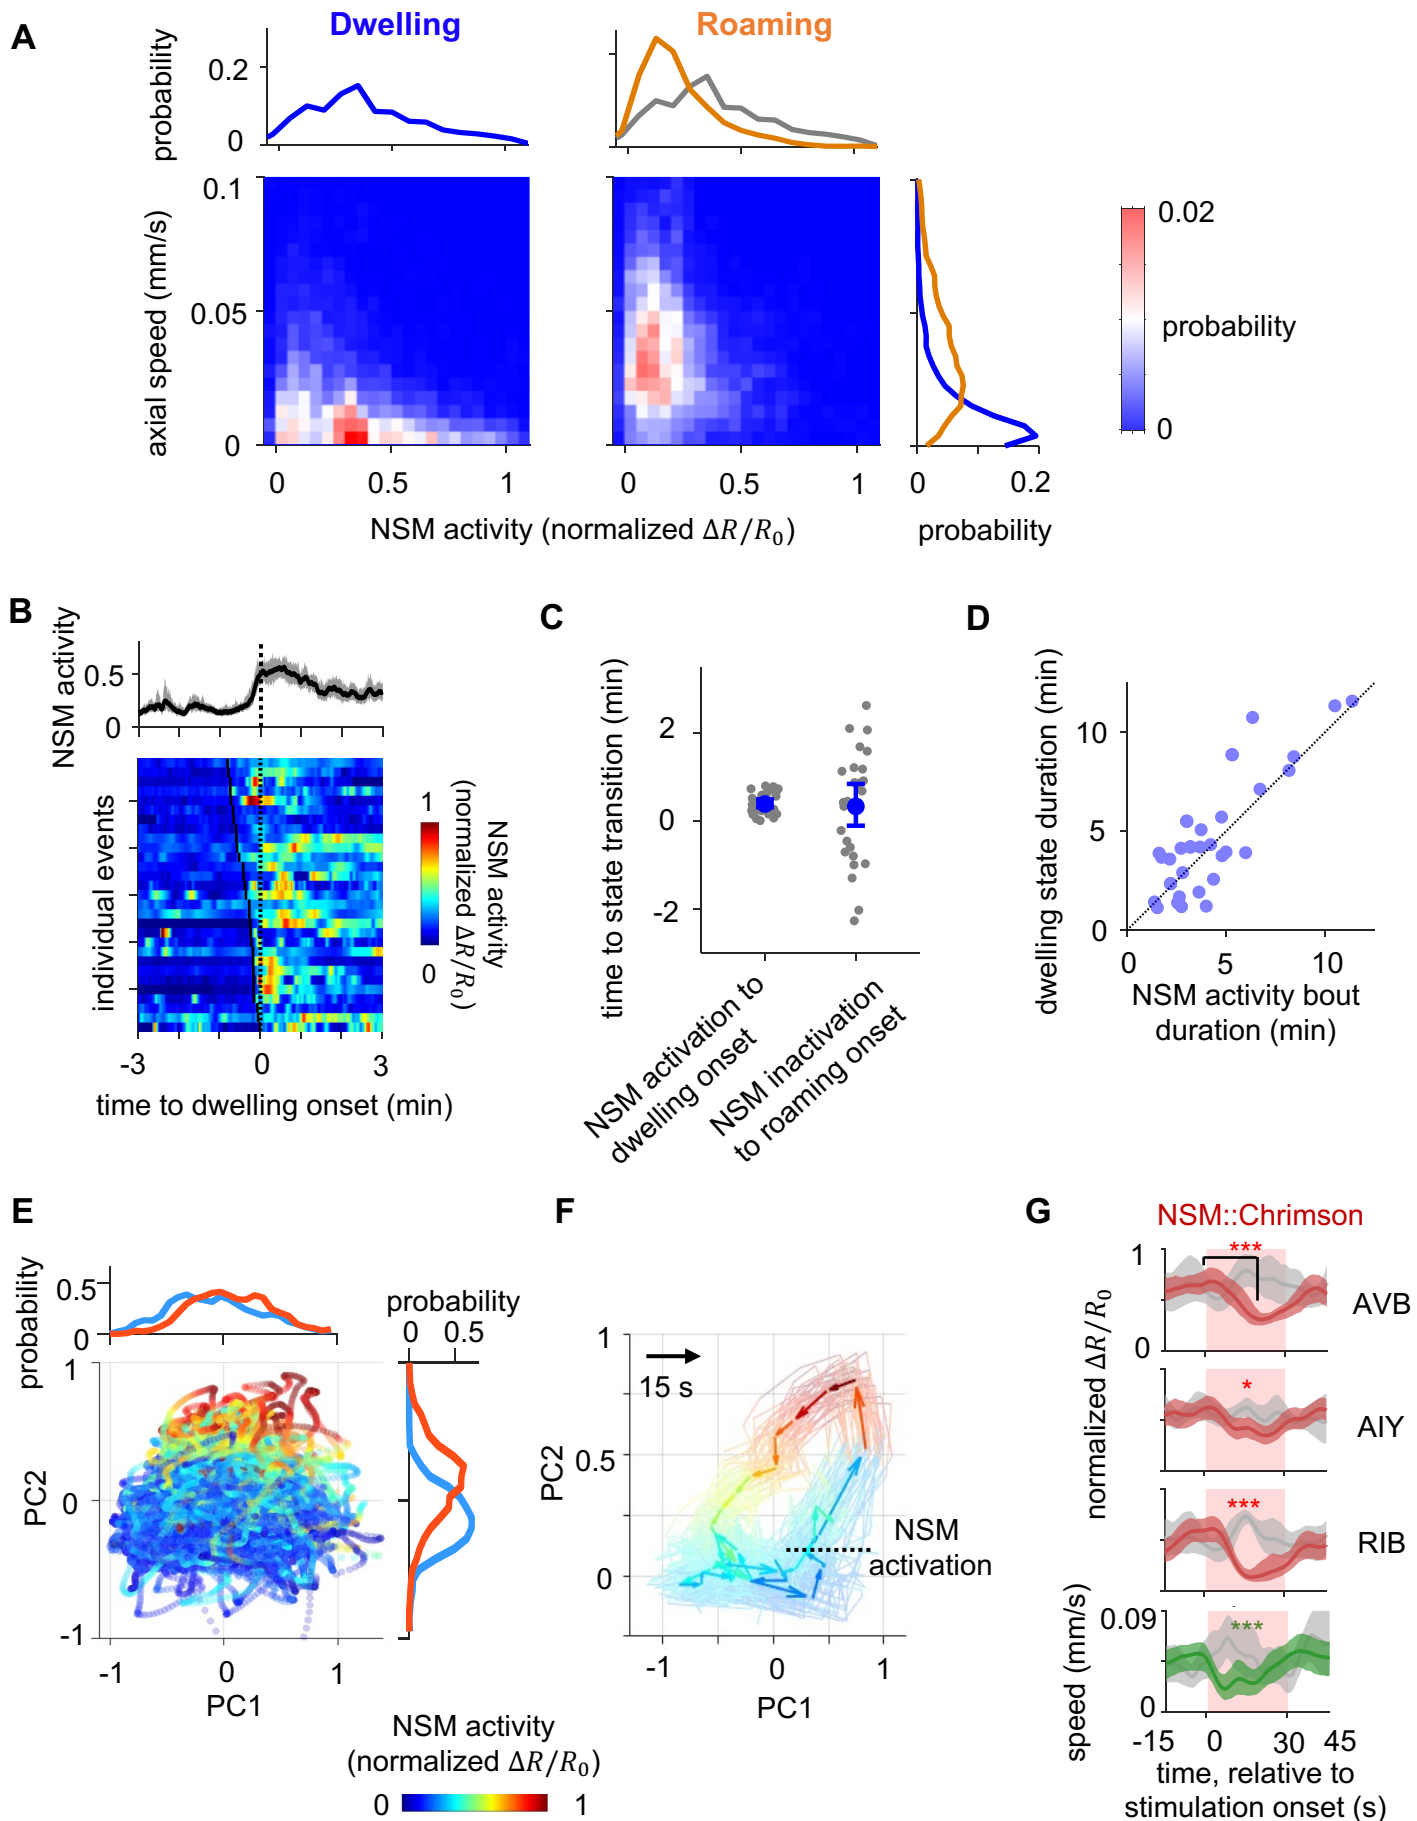 A
Dwelling
Roaming
probability
0.2
0
0.1
0.05
0
axial speed (mm/s)
0
0.5
1
0
0.5
1
0
0.2
NSM activity (normalized ΔR/R₀)
probability
0.02
probability
0
B
NSM activity
0.5
0
individual events
-3
0
3
time to dwelling onset (min)
1
0
NSM activity
(normalized ΔR/R₀)
C
time to state transition (min)
2
0
-2
NSM activation to
dwelling onset
NSM inactivation
to roaming onset
D
dwelling state duration (min)
10
5
0
0
5
10
NSM activity bout
duration (min)
E
probability
0.5
0
probability
0
0.5
1
0
-1
PC2
-1
0
1
PC1
NSM activity
(normalized ΔR/R₀)
0
1
F
1
15 s
0.5
PC2
0
NSM
activation
-1
0
1
PC1
G
NSM::Chrimson
normalized ΔR/R₀
1
***
AVB
0
*
AIY
***
RIB
speed (mm/s)
0.09
***
0
-15
0
30
45
time, relative to
stimulation onset (s)